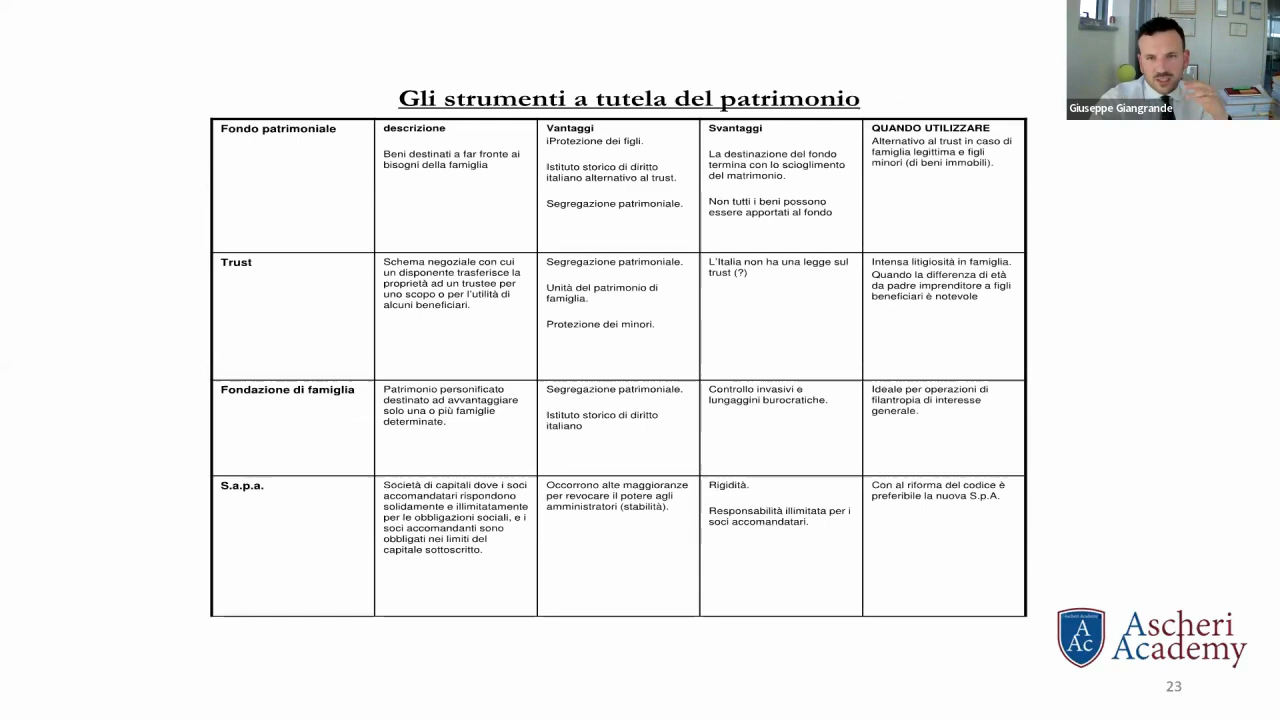 Giuseppe Giangrande
Gli strumenti a tutela del patrimonio
Fondo patrimoniale
descrizione
Beni destinati a far fronte ai
bisogni della famiglia
Vantaggi
iProtezione dei figli.
Istituto storico di diritto
italiano alternativo al trust.
Segregazione patrimoniale.
Svantaggi
La destinazione del fondo
termina con lo scioglimento
del matrimonio.
Non tutti i beni possono
essere apportati al fondo
QUANDO UTILIZZARE
Alternativo al trust in caso di
famiglia legittima e figli
minori (di beni immobili).
Trust
Schema negoziale con cui
un disponente trasferisce la
proprietà ad un trustee per
uno scopo o per l'utilità di
alcuni beneficiari.
Segregazione patrimoniale.
Unità del patrimonio di
famiglia.
Protezione dei minori.
L'Italia non ha una legge sul
trust (?)
Intensa litigiosità in famiglia.
Quando la differenza di età
da padre imprenditore a figli
beneficiari è notevole
Fondazione di famiglia
Patrimonio personificato
destinato ad avvantaggiare
solo una o più famiglie
determinate.
Segregazione patrimoniale.
Istituto storico di diritto
italiano
Controllo invasivi e
lungaggini burocratiche.
Ideale per operazioni di
filantropia di interesse
generale.
S.a.p.a.
Società di capitali dove i soci
accomandatari rispondono
solidamente e illimitatamente
per le obbligazioni sociali, e i
soci accomandanti sono
obbligati nei limiti del
capitale sottoscritto.
Occorrono alte maggioranze
per revocare il potere agli
amministratori (stabilità).
Rigidità.
Responsabilità illimitata per i
soci accomandatari.
Con al riforma del codice è
preferibile la nuova S.p.A.
Ascheri Academy
A
Ac
Ascheri
Academy
23